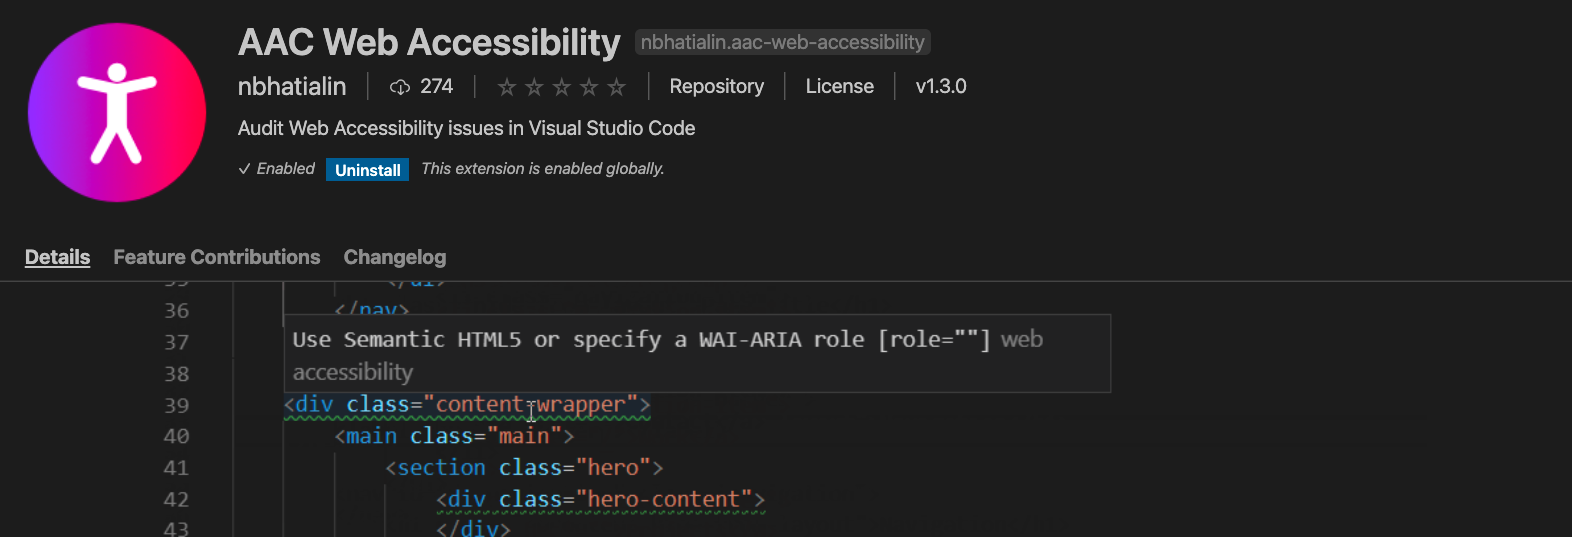 AAC Web Accessibility nbhatialin.aac-web-accessibility
nbhatialin 274 Repository License v1.3.0
Audit Web Accessibility issues in Visual Studio Code
✓ Enabled Uninstall This extension is enabled globally.
Details Feature Contributions Changelog
36 </nav>
37 Use Semantic HTML5 or specify a WAI-ARIA role [role=""] web
38 accessibility
39 <div class="content-wrapper">
40 <main class="main">
41 <section class="hero">
42 <div class="hero-content">
43 </div>